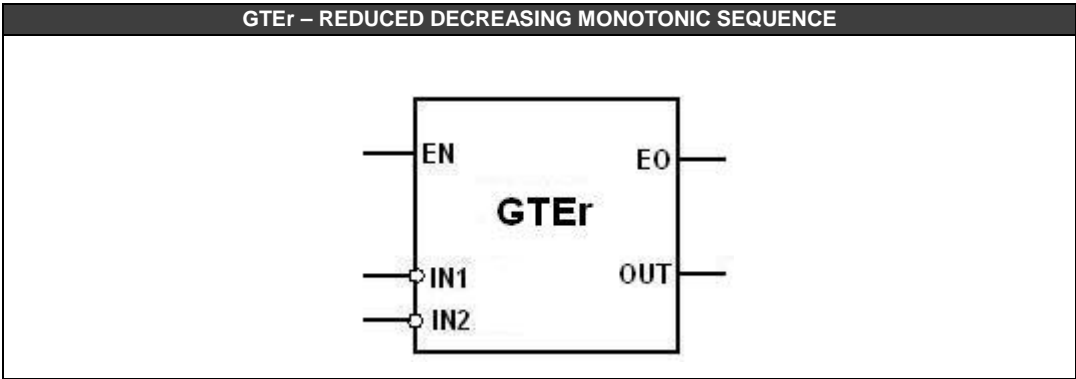 GTEr – REDUCED DECREASING MONOTONIC SEQUENCE
EN
EO
GTEr
IN1
OUT
IN2